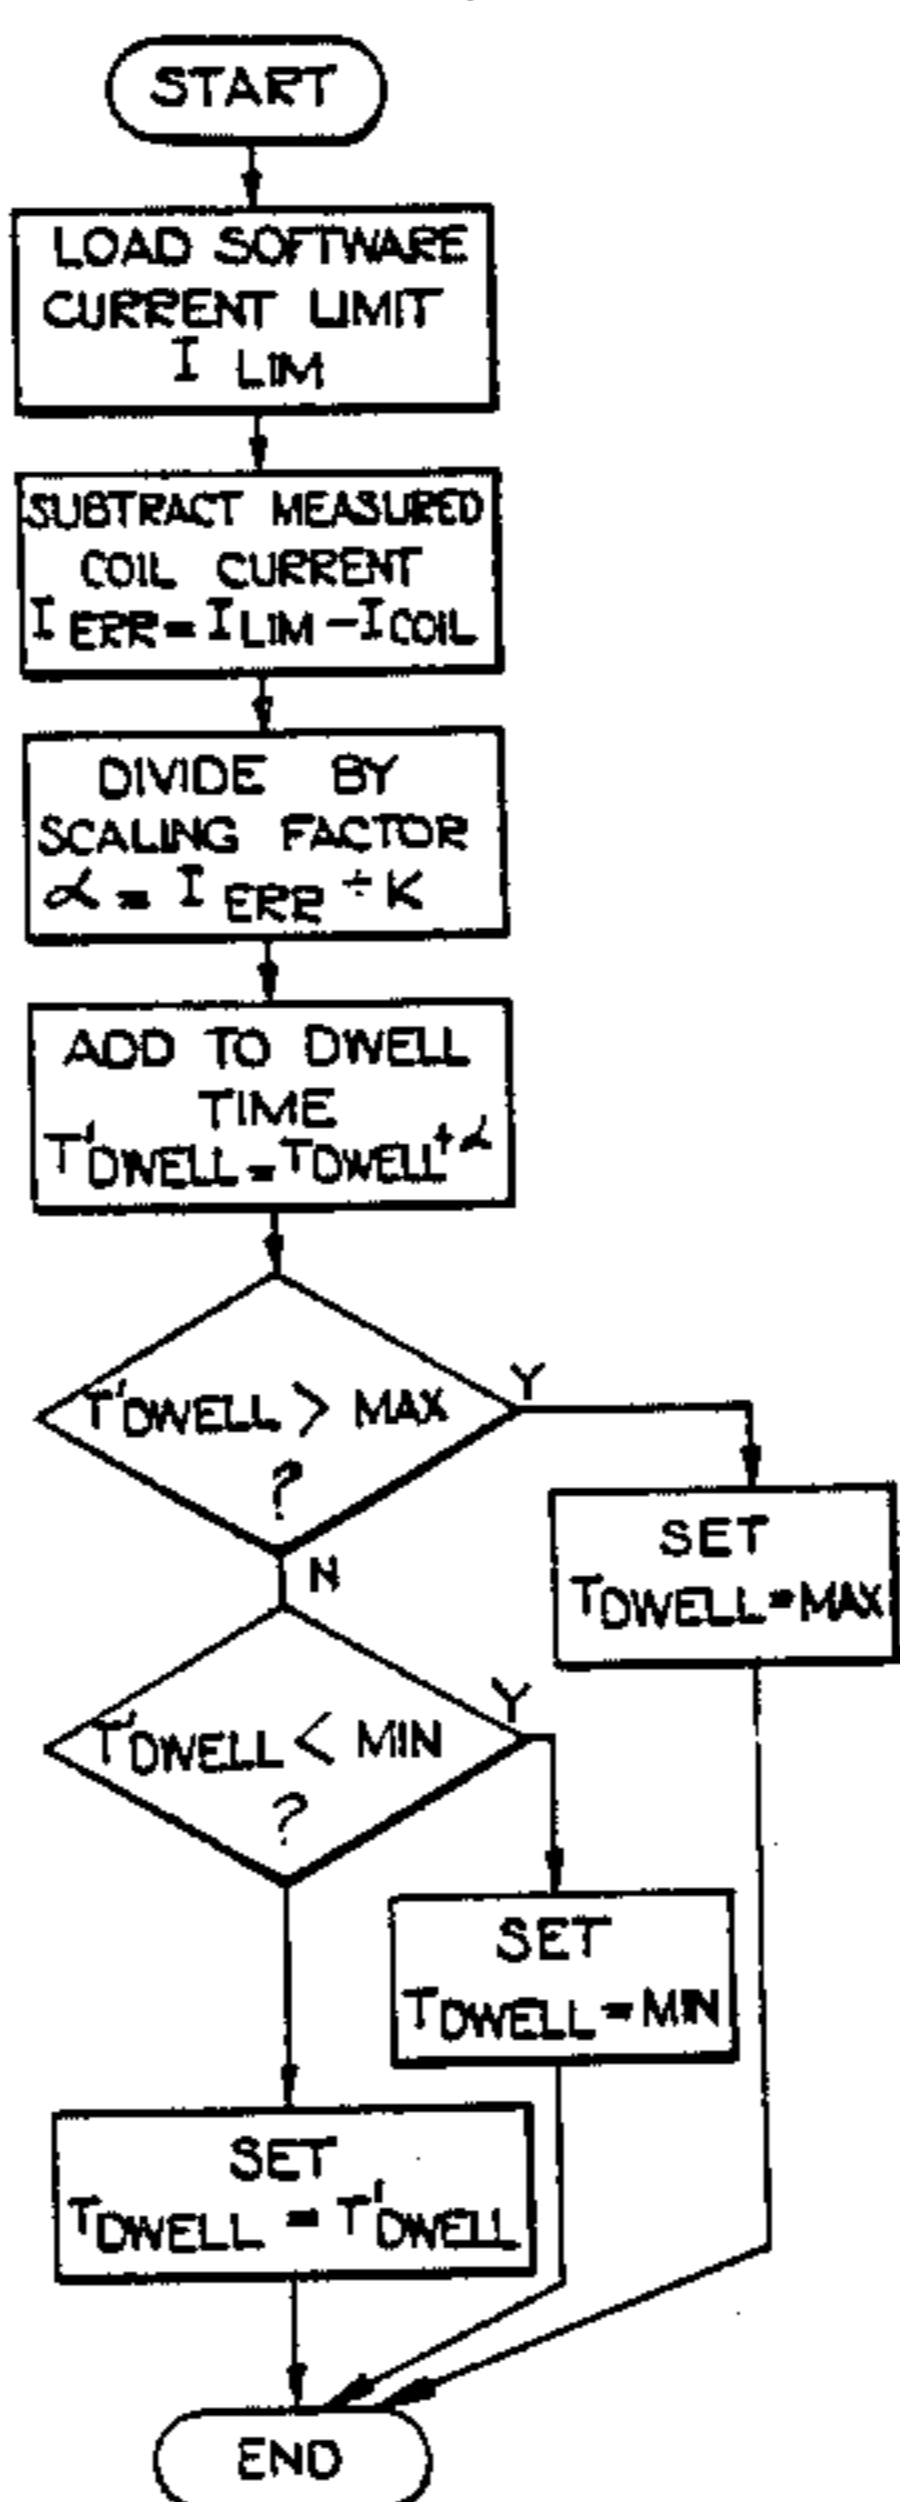 START
LOAD SOFTWARE
CURRENT LIMIT
I LIM
SUBTRACT MEASURED
COIL CURRENT
I ERR = I LIM - I COIL
DIVIDE BY
SCALING FACTOR
α = I ERR ÷ K
ADD TO DWELL
TIME
T'DWELL = TDWELL + α
T'DWELL > MAX
?
Y
N
SET
TDWELL = MAX
T'DWELL < MIN
?
Y
SET
TDWELL = MIN
SET
TDWELL = T'DWELL
END